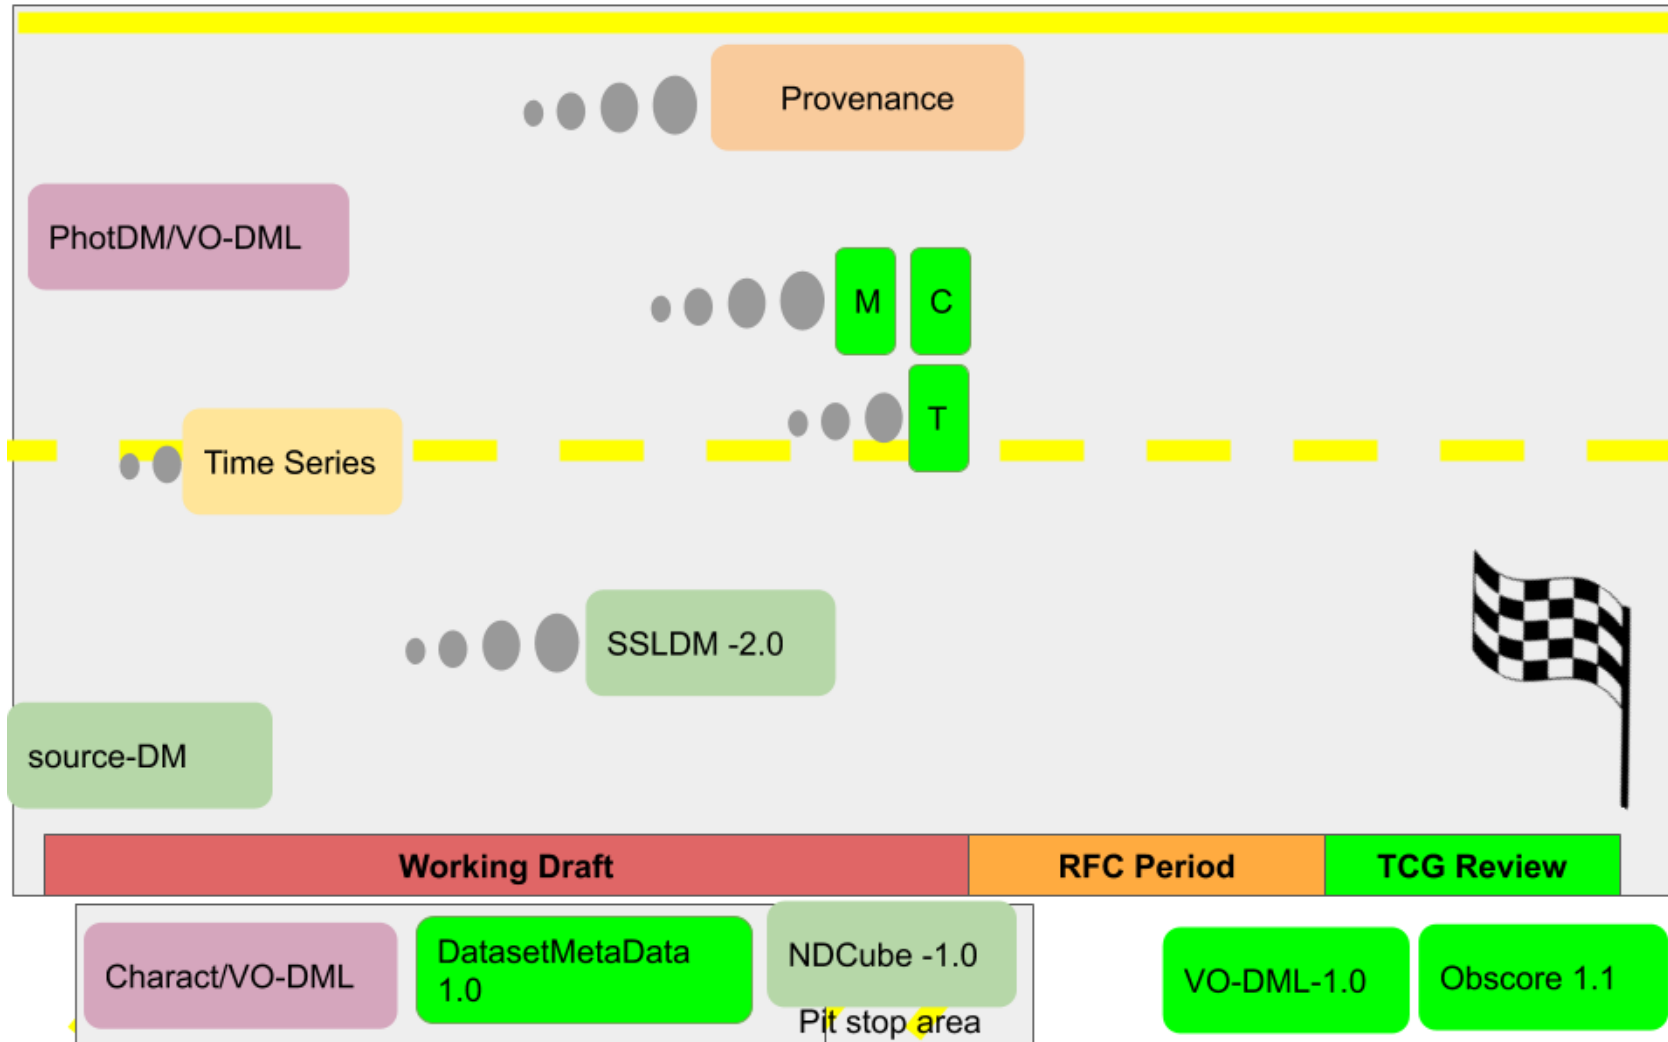 Provenance
PhotDM/VO-DML
M
C
T
Time Series
SSLDM -2.0
source-DM
Working Draft
RFC Period
TCG Review
Charact/VO-DML
DatasetMetaData
1.0
NDCube -1.0
VO-DML-1.0
Obscore 1.1
Pit stop area